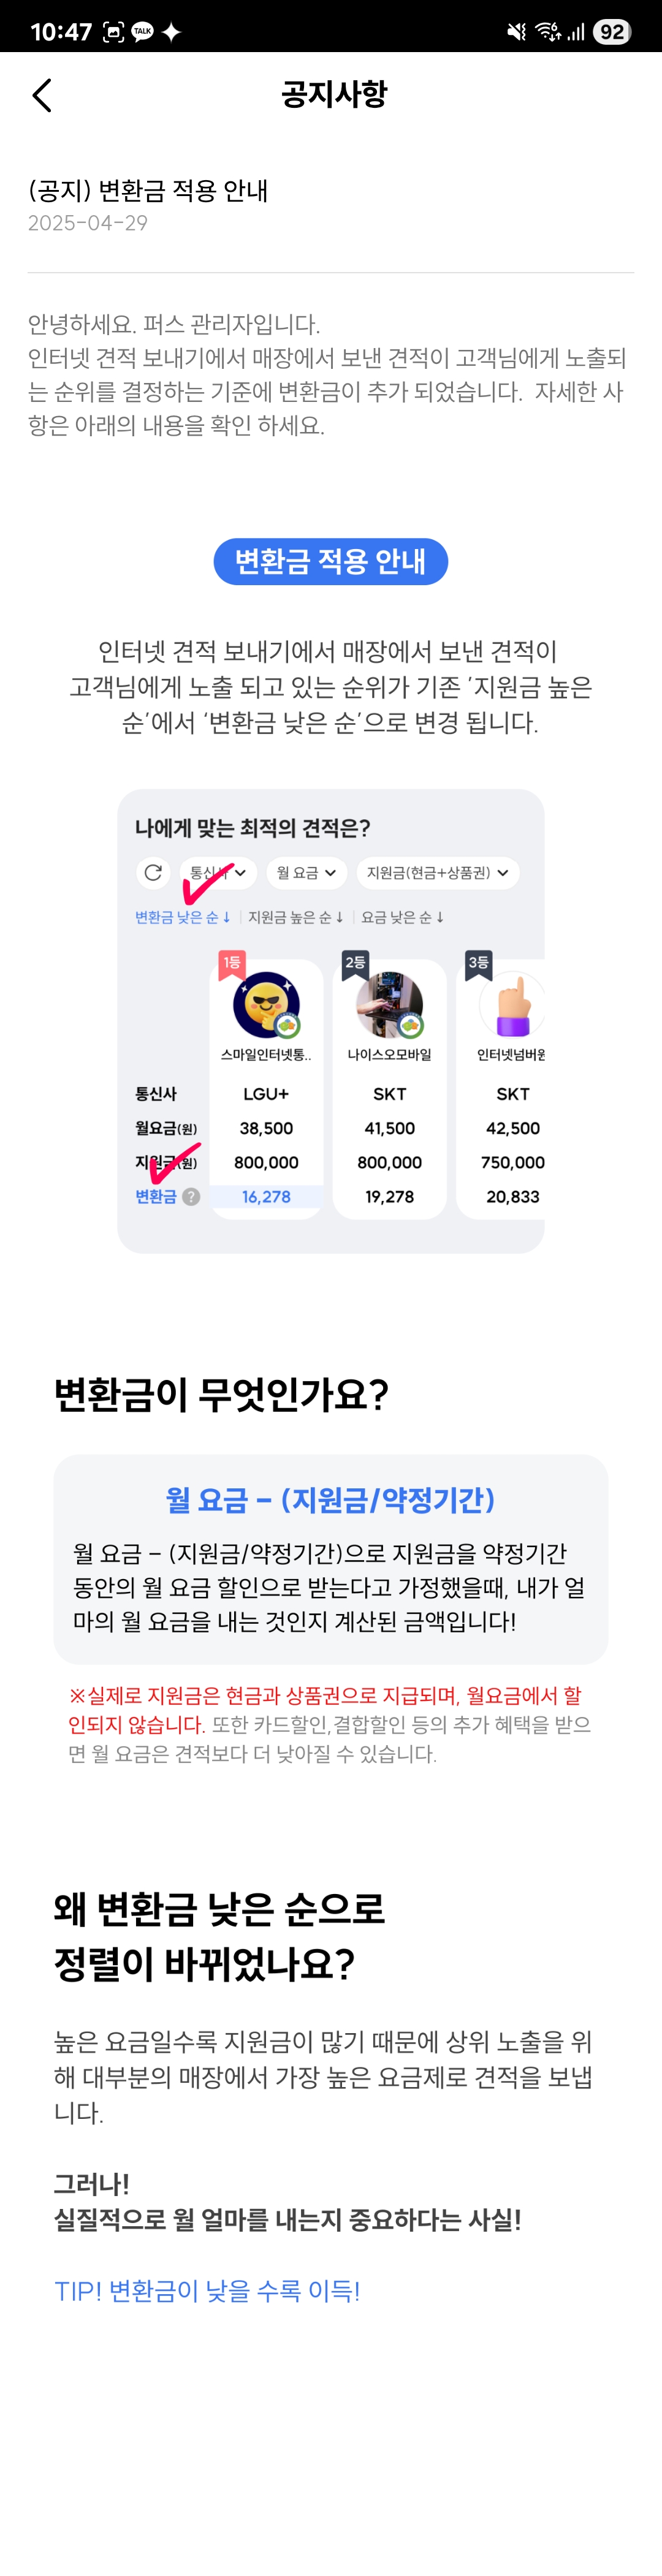 10:47 TALK 6 92
공지사항
(공지) 변환금 적용 안내
2025-04-29
안녕하세요. 퍼스 관리자입니다.
인터넷 견적 보내기에서 매장에서 보낸 견적이 고객님에게 노출되
는 순위를 결정하는 기준에 변환금이 추가 되었습니다. 자세한 사
항은 아래의 내용을 확인 하세요.
변환금 적용 안내
인터넷 견적 보내기에서 매장에서 보낸 견적이
고객님에게 노출 되고 있는 순위가 기존 '지원금 높은
순'에서 '변환금 낮은 순'으로 변경 됩니다.
나에게 맞는 최적의 견적은?
통신사 월 요금 지원금(현금+상품권)
변환금 낮은 순↓ | 지원금 높은 순↓ | 요금 낮은 순↓
1등 2등 3등
스마일인터넷통.. 나이스오모바일 인터넷넘버원
통신사 LGU+ SKT SKT
월요금(원) 38,500 41,500 42,500
지원금(원) 800,000 800,000 750,000
변환금 ? 16,278 19,278 20,833
변환금이 무엇인가요?
월 요금 - (지원금/약정기간)
월 요금 - (지원금/약정기간)으로 지원금을 약정기간
동안의 월 요금 할인으로 받는다고 가정했을때, 내가 얼
마의 월 요금을 내는 것인지 계산된 금액입니다!
※실제로 지원금은 현금과 상품권으로 지급되며, 월요금에서 할
인되지 않습니다. 또한 카드할인,결합할인 등의 추가 혜택을 받으
면 월 요금은 견적보다 더 낮아질 수 있습니다.
왜 변환금 낮은 순으로
정렬이 바뀌었나요?
높은 요금일수록 지원금이 많기 때문에 상위 노출을 위
해 대부분의 매장에서 가장 높은 요금제로 견적을 보냅
니다.
그러나!
실질적으로 월 얼마를 내는지 중요하다는 사실!
TIP! 변환금이 낮을 수록 이득!